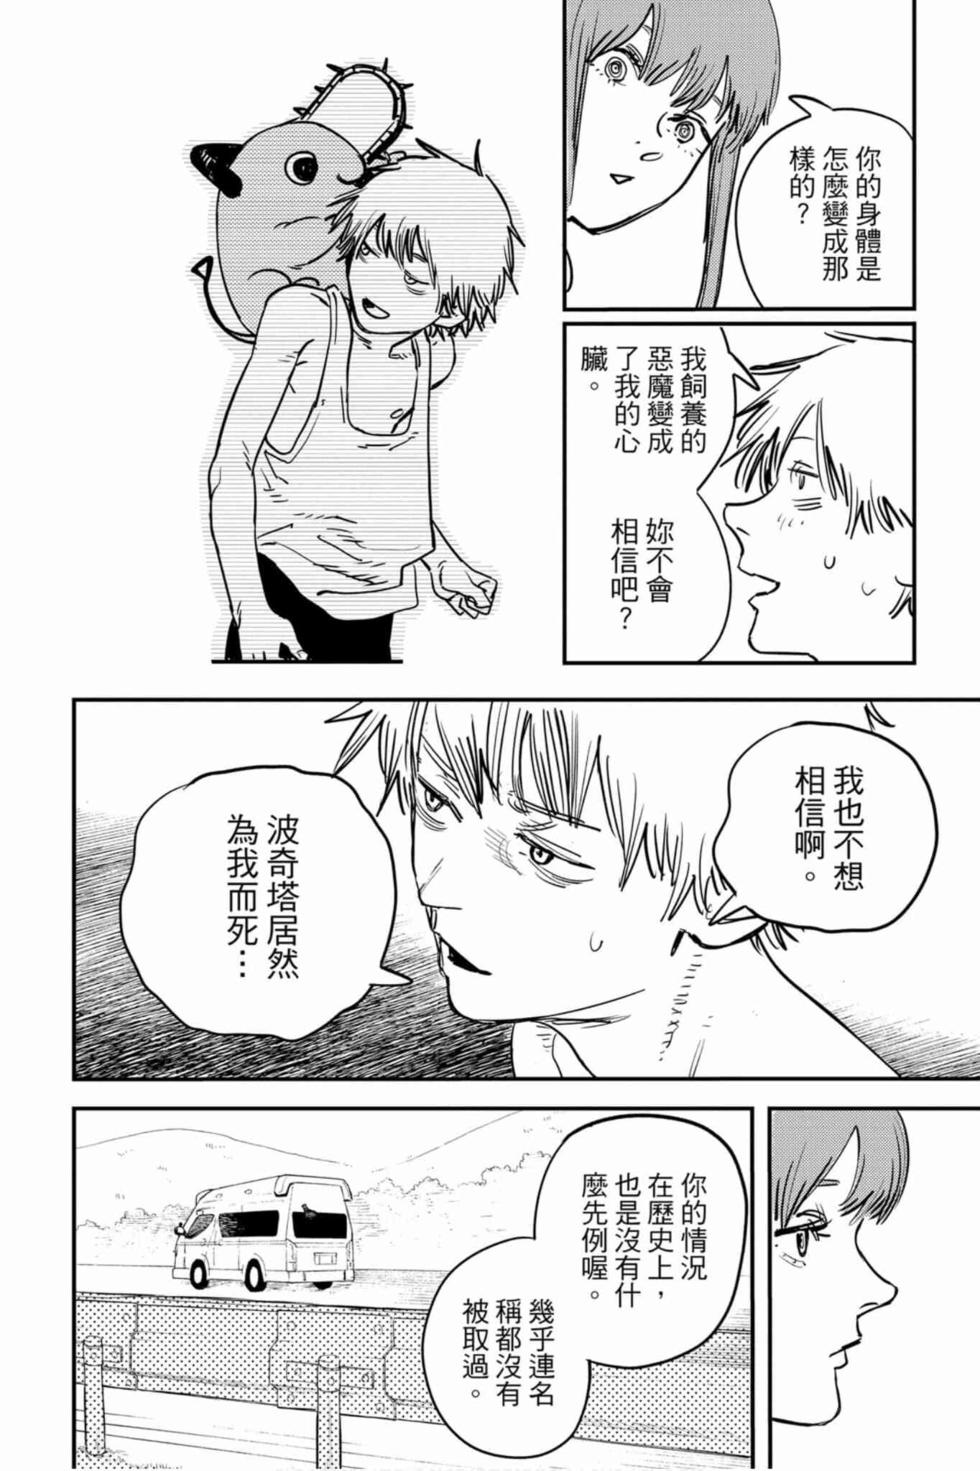 你的身體是
怎麼變成那
樣的？
我飼養的
惡魔變成
了我的心
臟。
妳不會
相信吧？
我也不想
相信啊。
波奇塔居然
為我而死…
你的情況
在歷史上，
也是沒有什
麼先例喔。
幾乎連名
稱都沒有
被取過。